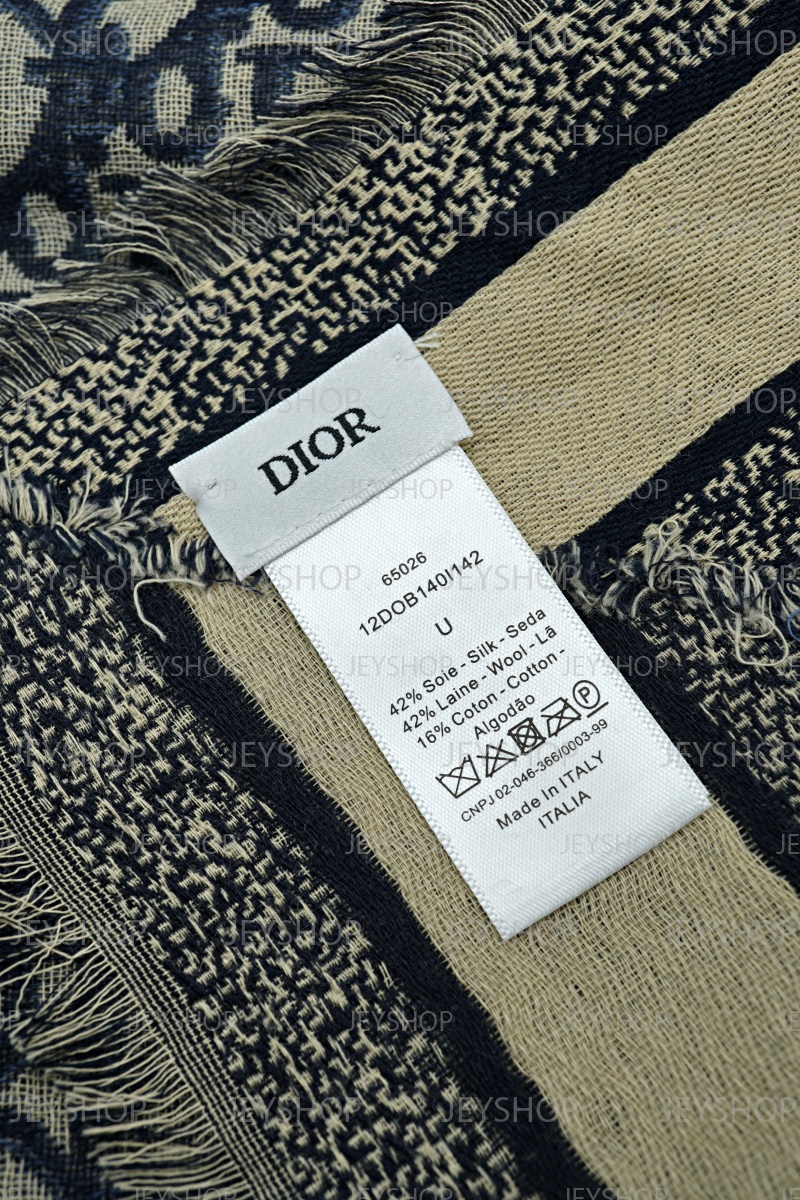 DIOR
65026
12DOB140I142
U
42% Soie - Silk - Seda
42% Laine - Wool - Lã
16% Coton - Cotton -
Algodão
P
CNPJ 02-046-366/0003-99
Made In ITALY
ITALIA
JEYSHOP